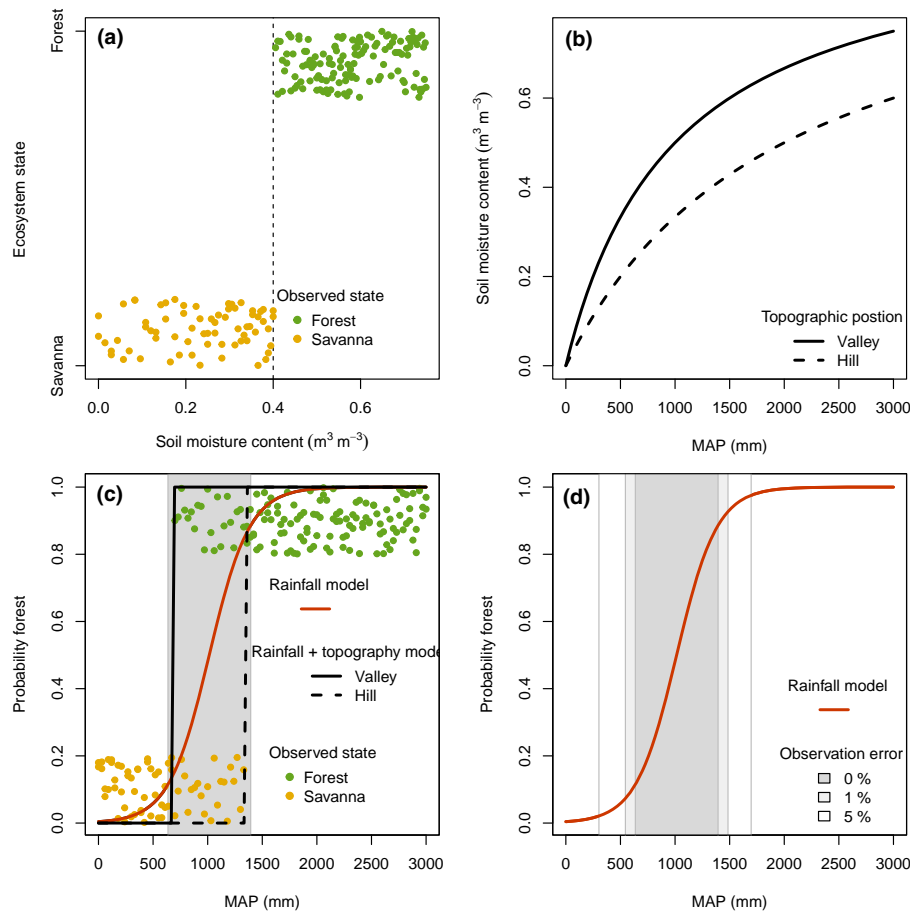 (a)
Forest
Savanna
Ecosystem state
Observed state
Forest
Savanna
0.0 0.2 0.4 0.6
Soil moisture content (m³ m⁻³)
(b)
0.6
0.4
0.2
0.0
Soil moisture content (m³ m⁻³)
Topographic postion
Valley
Hill
0 500 1000 1500 2000 2500 3000
MAP (mm)
(c)
1.0
0.8
0.6
0.4
0.2
0.0
Probability forest
Rainfall model
Rainfall + topography mode
Valley
Hill
Observed state
Forest
Savanna
0 500 1000 1500 2000 2500 3000
MAP (mm)
(d)
1.0
0.8
0.6
0.4
0.2
0.0
Probability forest
Rainfall model
Observation error
0 %
1 %
5 %
0 500 1000 1500 2000 2500 3000
MAP (mm)